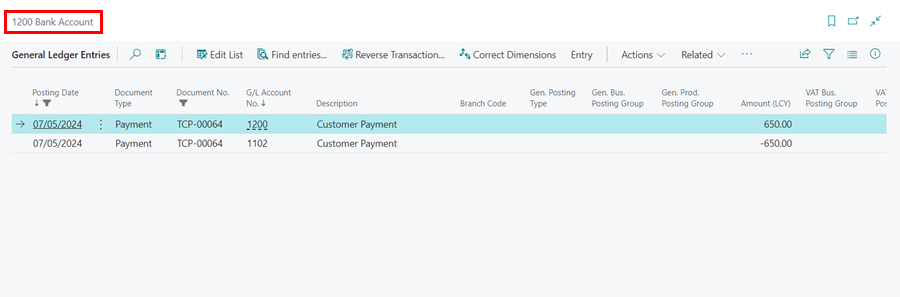 1200 Bank Account
General Ledger Entries Edit List Find entries... Reverse Transaction... Correct Dimensions Entry Actions Related ...
Posting Date Document Type Document No. G/L Account No. ↓ Description Branch Code Gen. Posting Type Gen. Bus. Posting Group Gen. Prod. Posting Group Amount (LCY) VAT Bus. Posting Group
07/05/2024 Payment TCP-00064 1200 Customer Payment 650.00
07/05/2024 Payment TCP-00064 1102 Customer Payment -650.00